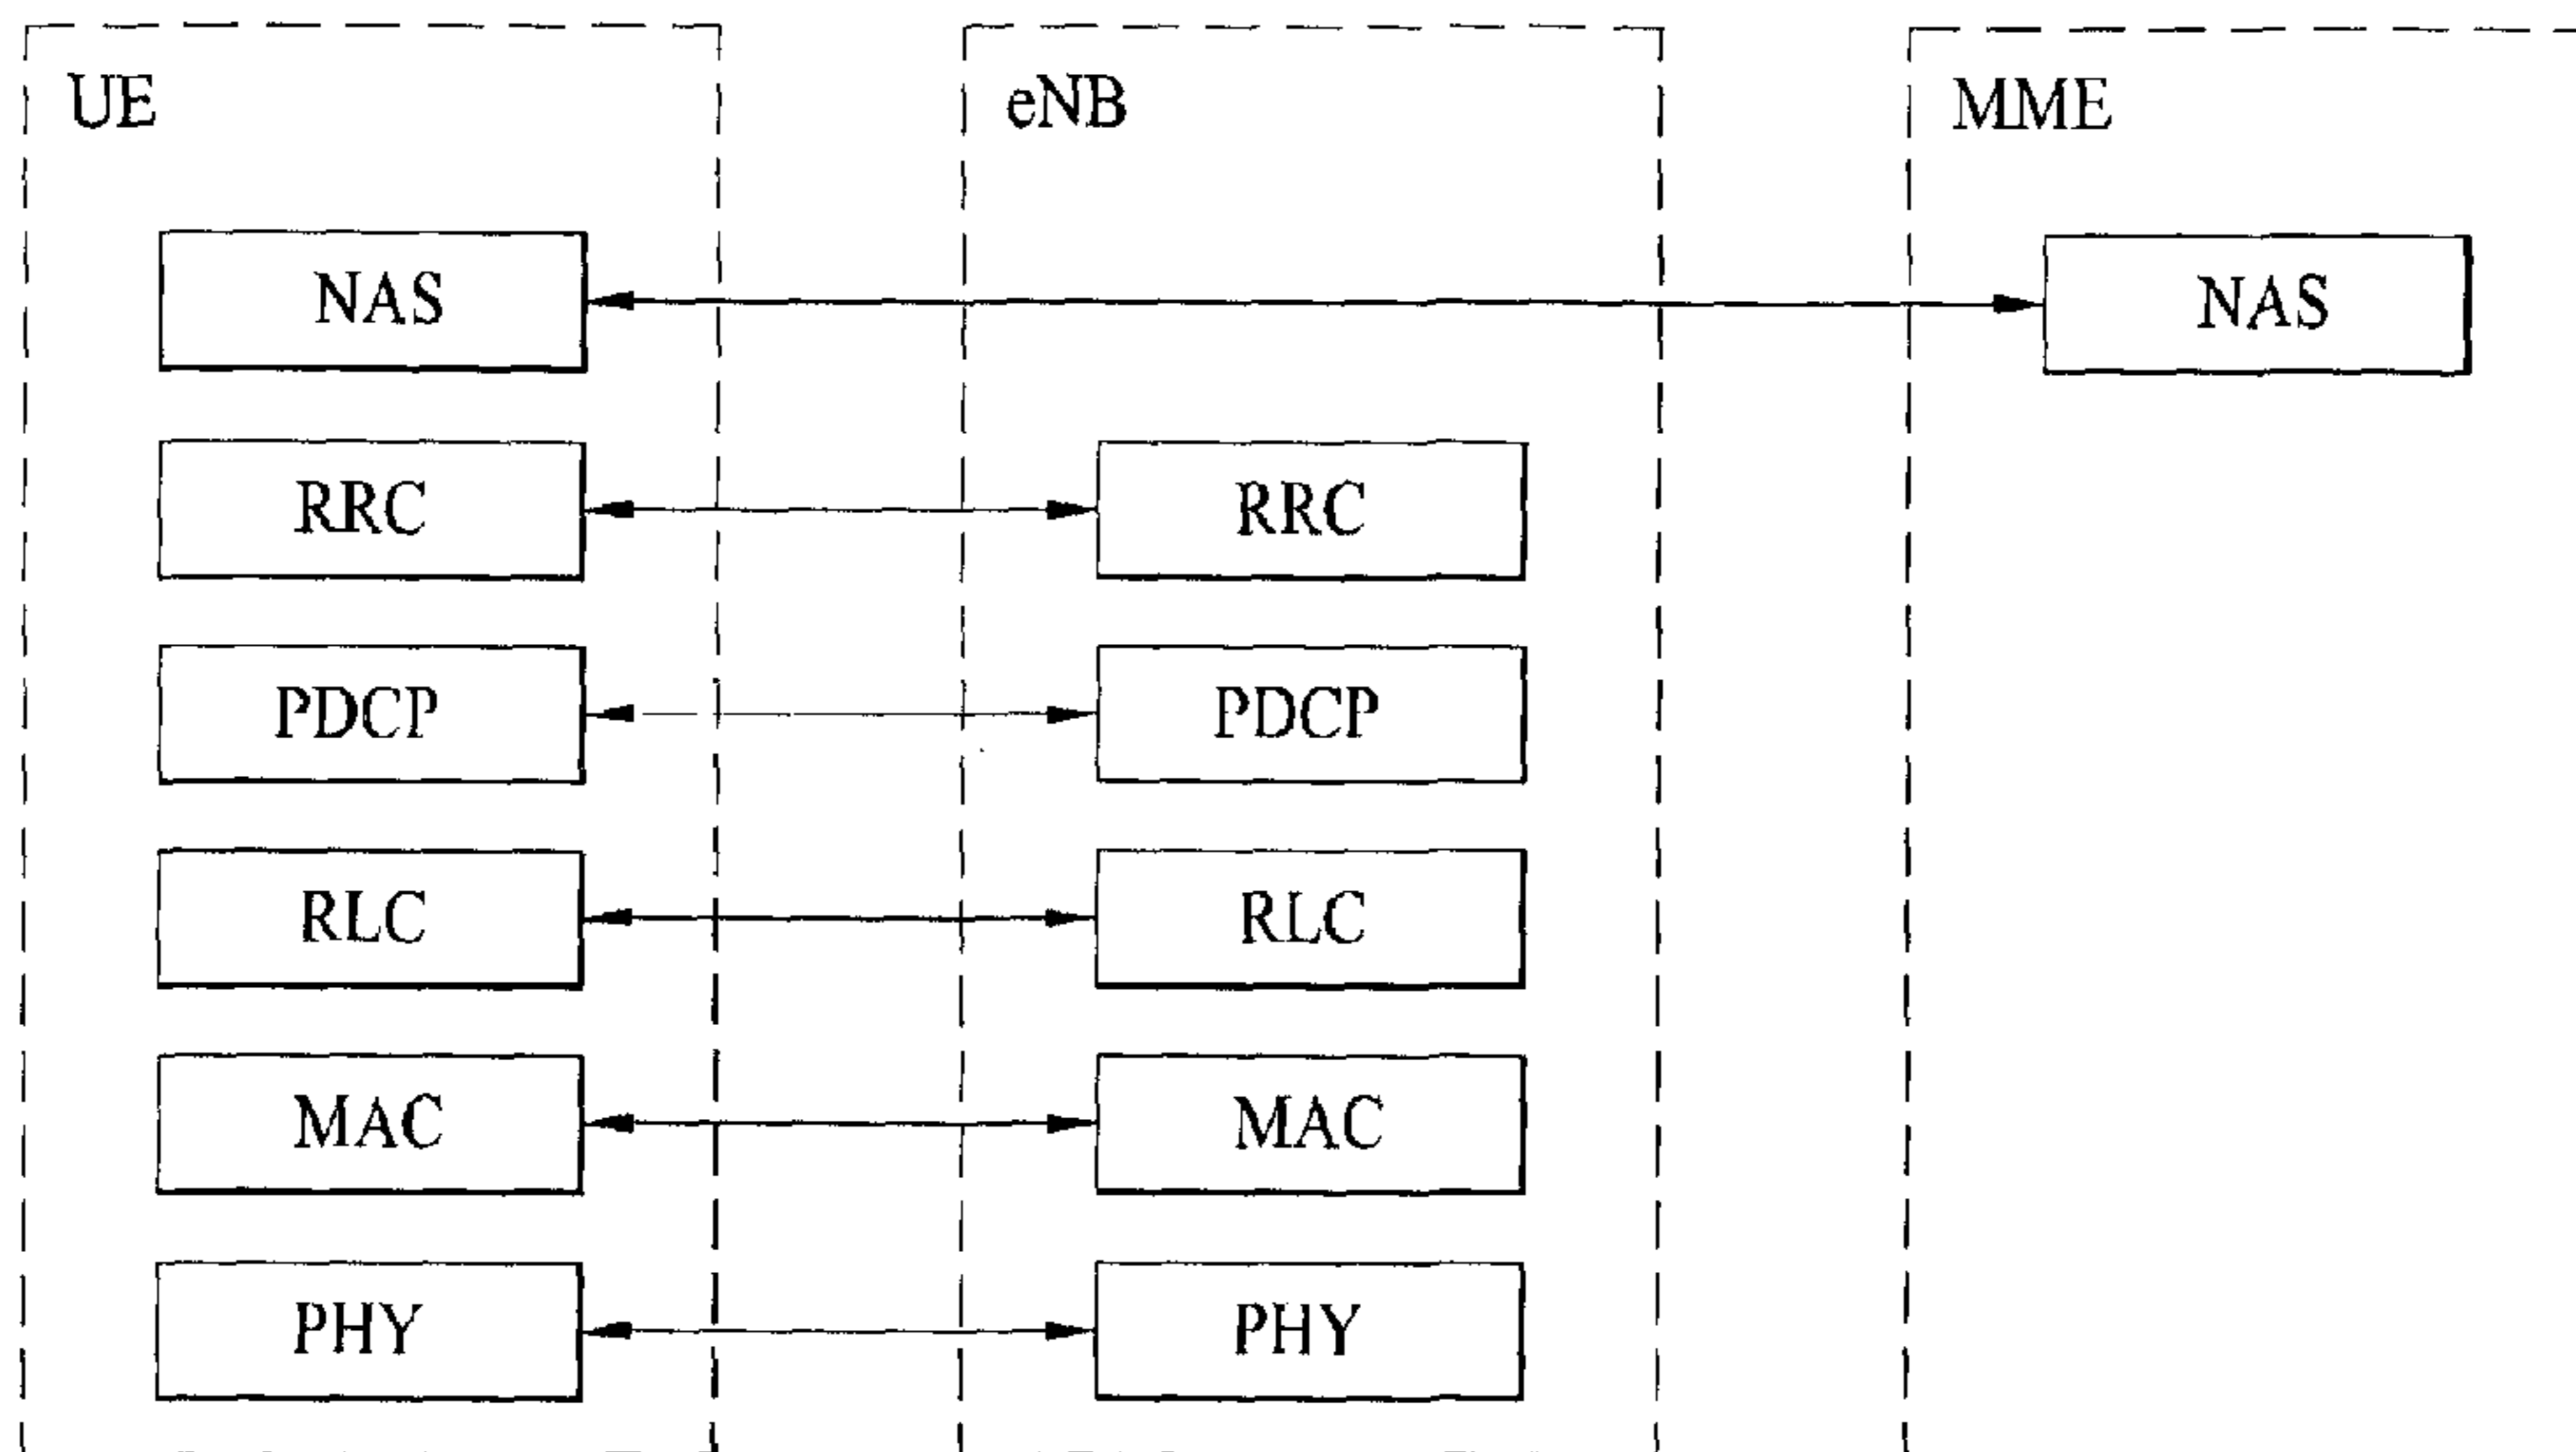 UE
eNB
MME
NAS
NAS
RRC
RRC
PDCP
PDCP
RLC
RLC
MAC
MAC
PHY
PHY